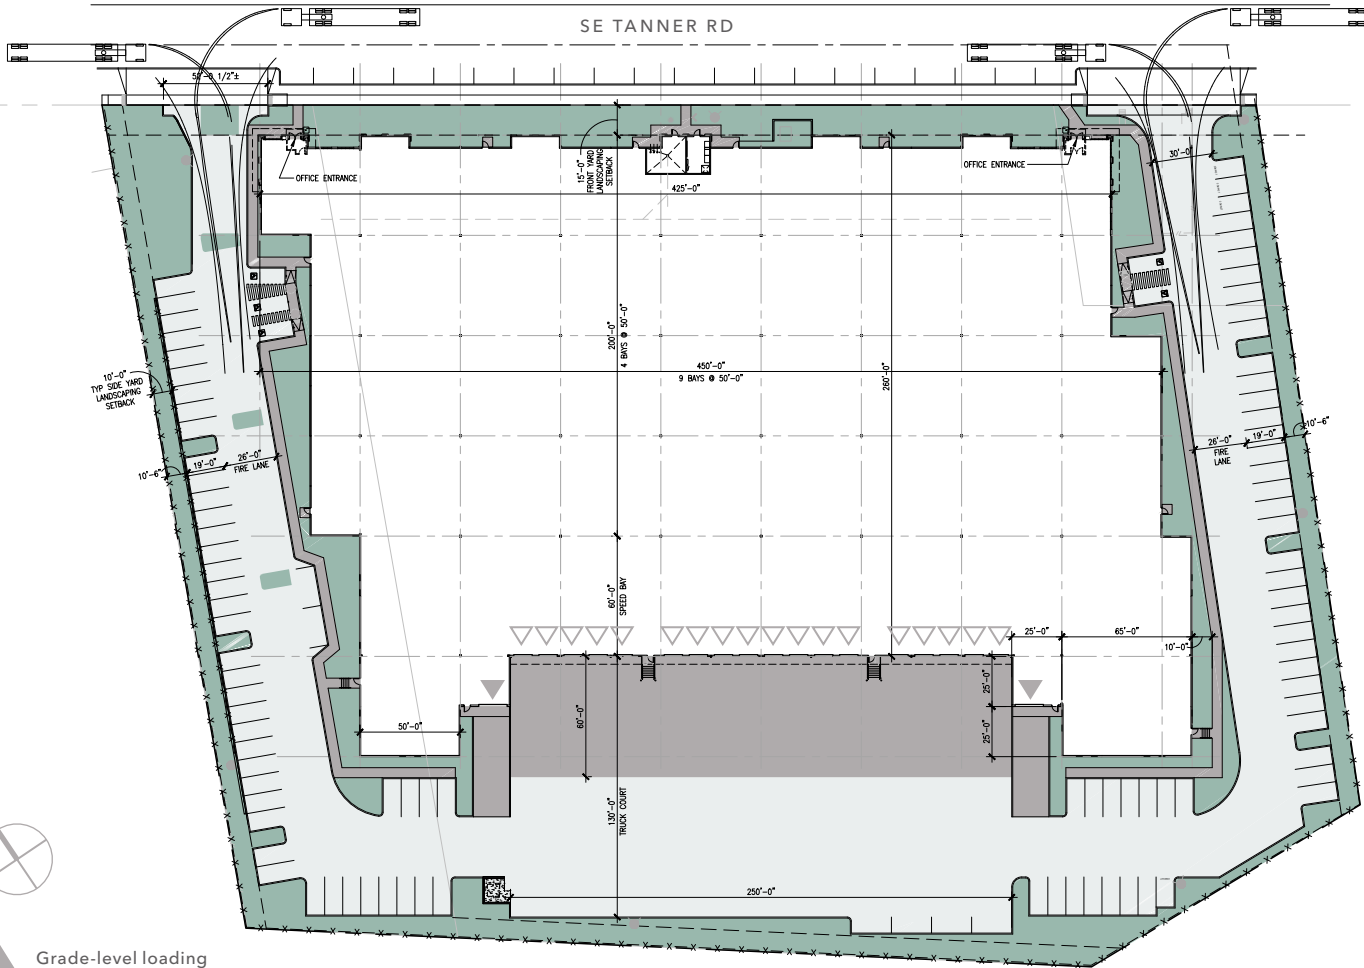 SE TANNER RD
50'-0 1/2"±
OFFICE ENTRANCE
15'-0"
FRONT YARD
LANDSCAPING
SETBACK
425'-0"
OFFICE ENTRANCE
30'-0"
200'-0"
4 BAYS @ 50'-0"
450'-0"
9 BAYS @ 50'-0"
260'-0"
10'-0"
TYP SIDE YARD
LANDSCAPING
SETBACK
10'-6"
19'-0"
26'-0"
FIRE LANE
26'-0"
FIRE
LANE
19'-0"
10'-6"
60'-0"
SPEED BAY
25'-0"
65'-0"
10'-0"
25'-0"
25'-0"
50'-0"
60'-0"
130'-0"
TRUCK COURT
250'-0"
Grade-level loading